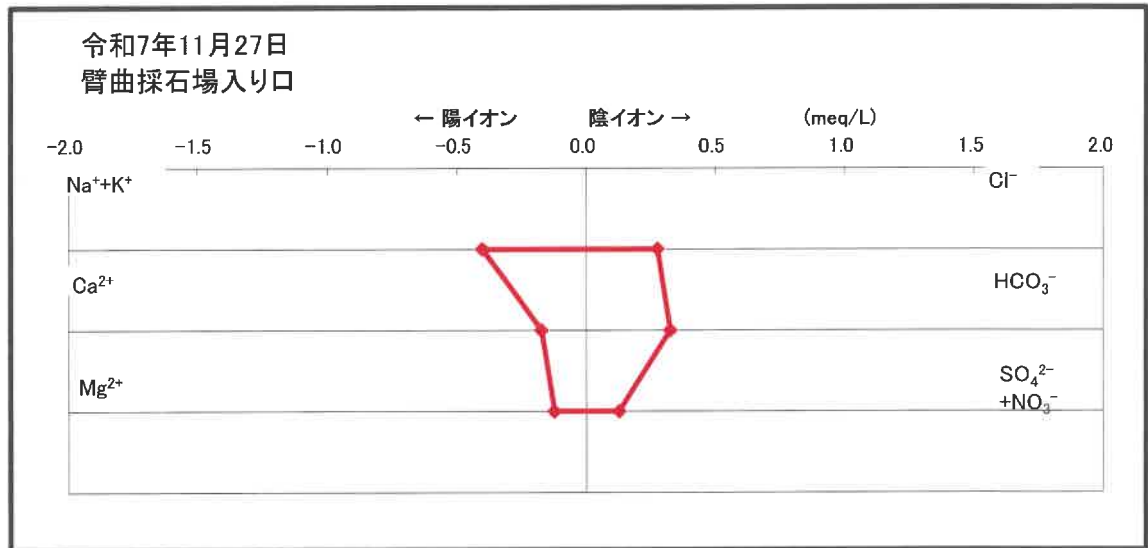 令和7年11月27日
臂曲採石場入り口
← 陽イオン 陰イオン → (meq/L)
-2.0 -1.5 -1.0 -0.5 0.0 0.5 1.0 1.5 2.0
Na⁺+K⁺ Cl⁻
Ca²⁺ HCO₃⁻
Mg²⁺ SO₄²⁻
+NO₃⁻